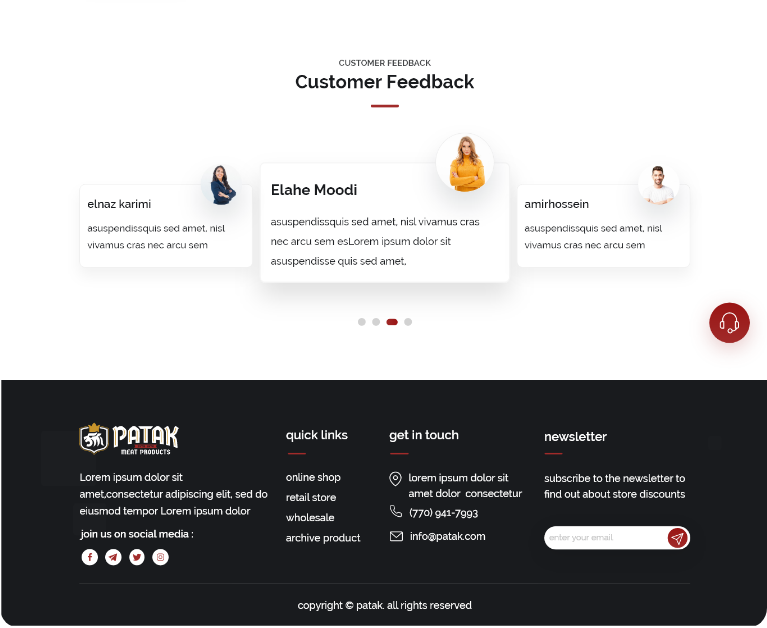 CUSTOMER FEEDBACK
Customer Feedback
elnaz karimi
asuspendissquis sed amet, nisl
vivamus cras nec arcu sem
Elahe Moodi
asuspendissquis sed amet, nisl vivamus cras
nec arcu sem esLorem ipsum dolor sit
asuspendisse quis sed amet.
amirhossein
asuspendissquis sed amet, nisl
vivamus cras nec arcu sem
PATAK
MEAT PRODUCTS
Lorem ipsum dolor sit
amet,consectetur adipiscing elit, sed do
eiusmod tempor Lorem ipsum dolor
join us on social media :
quick links
online shop
retail store
wholesale
archive product
get in touch
lorem ipsum dolor sit
amet dolor consectetur
(770) 941-7993
info@patak.com
newsletter
subscribe to the newsletter to
find out about store discounts
enter your email
copyright © patak. all rights reserved